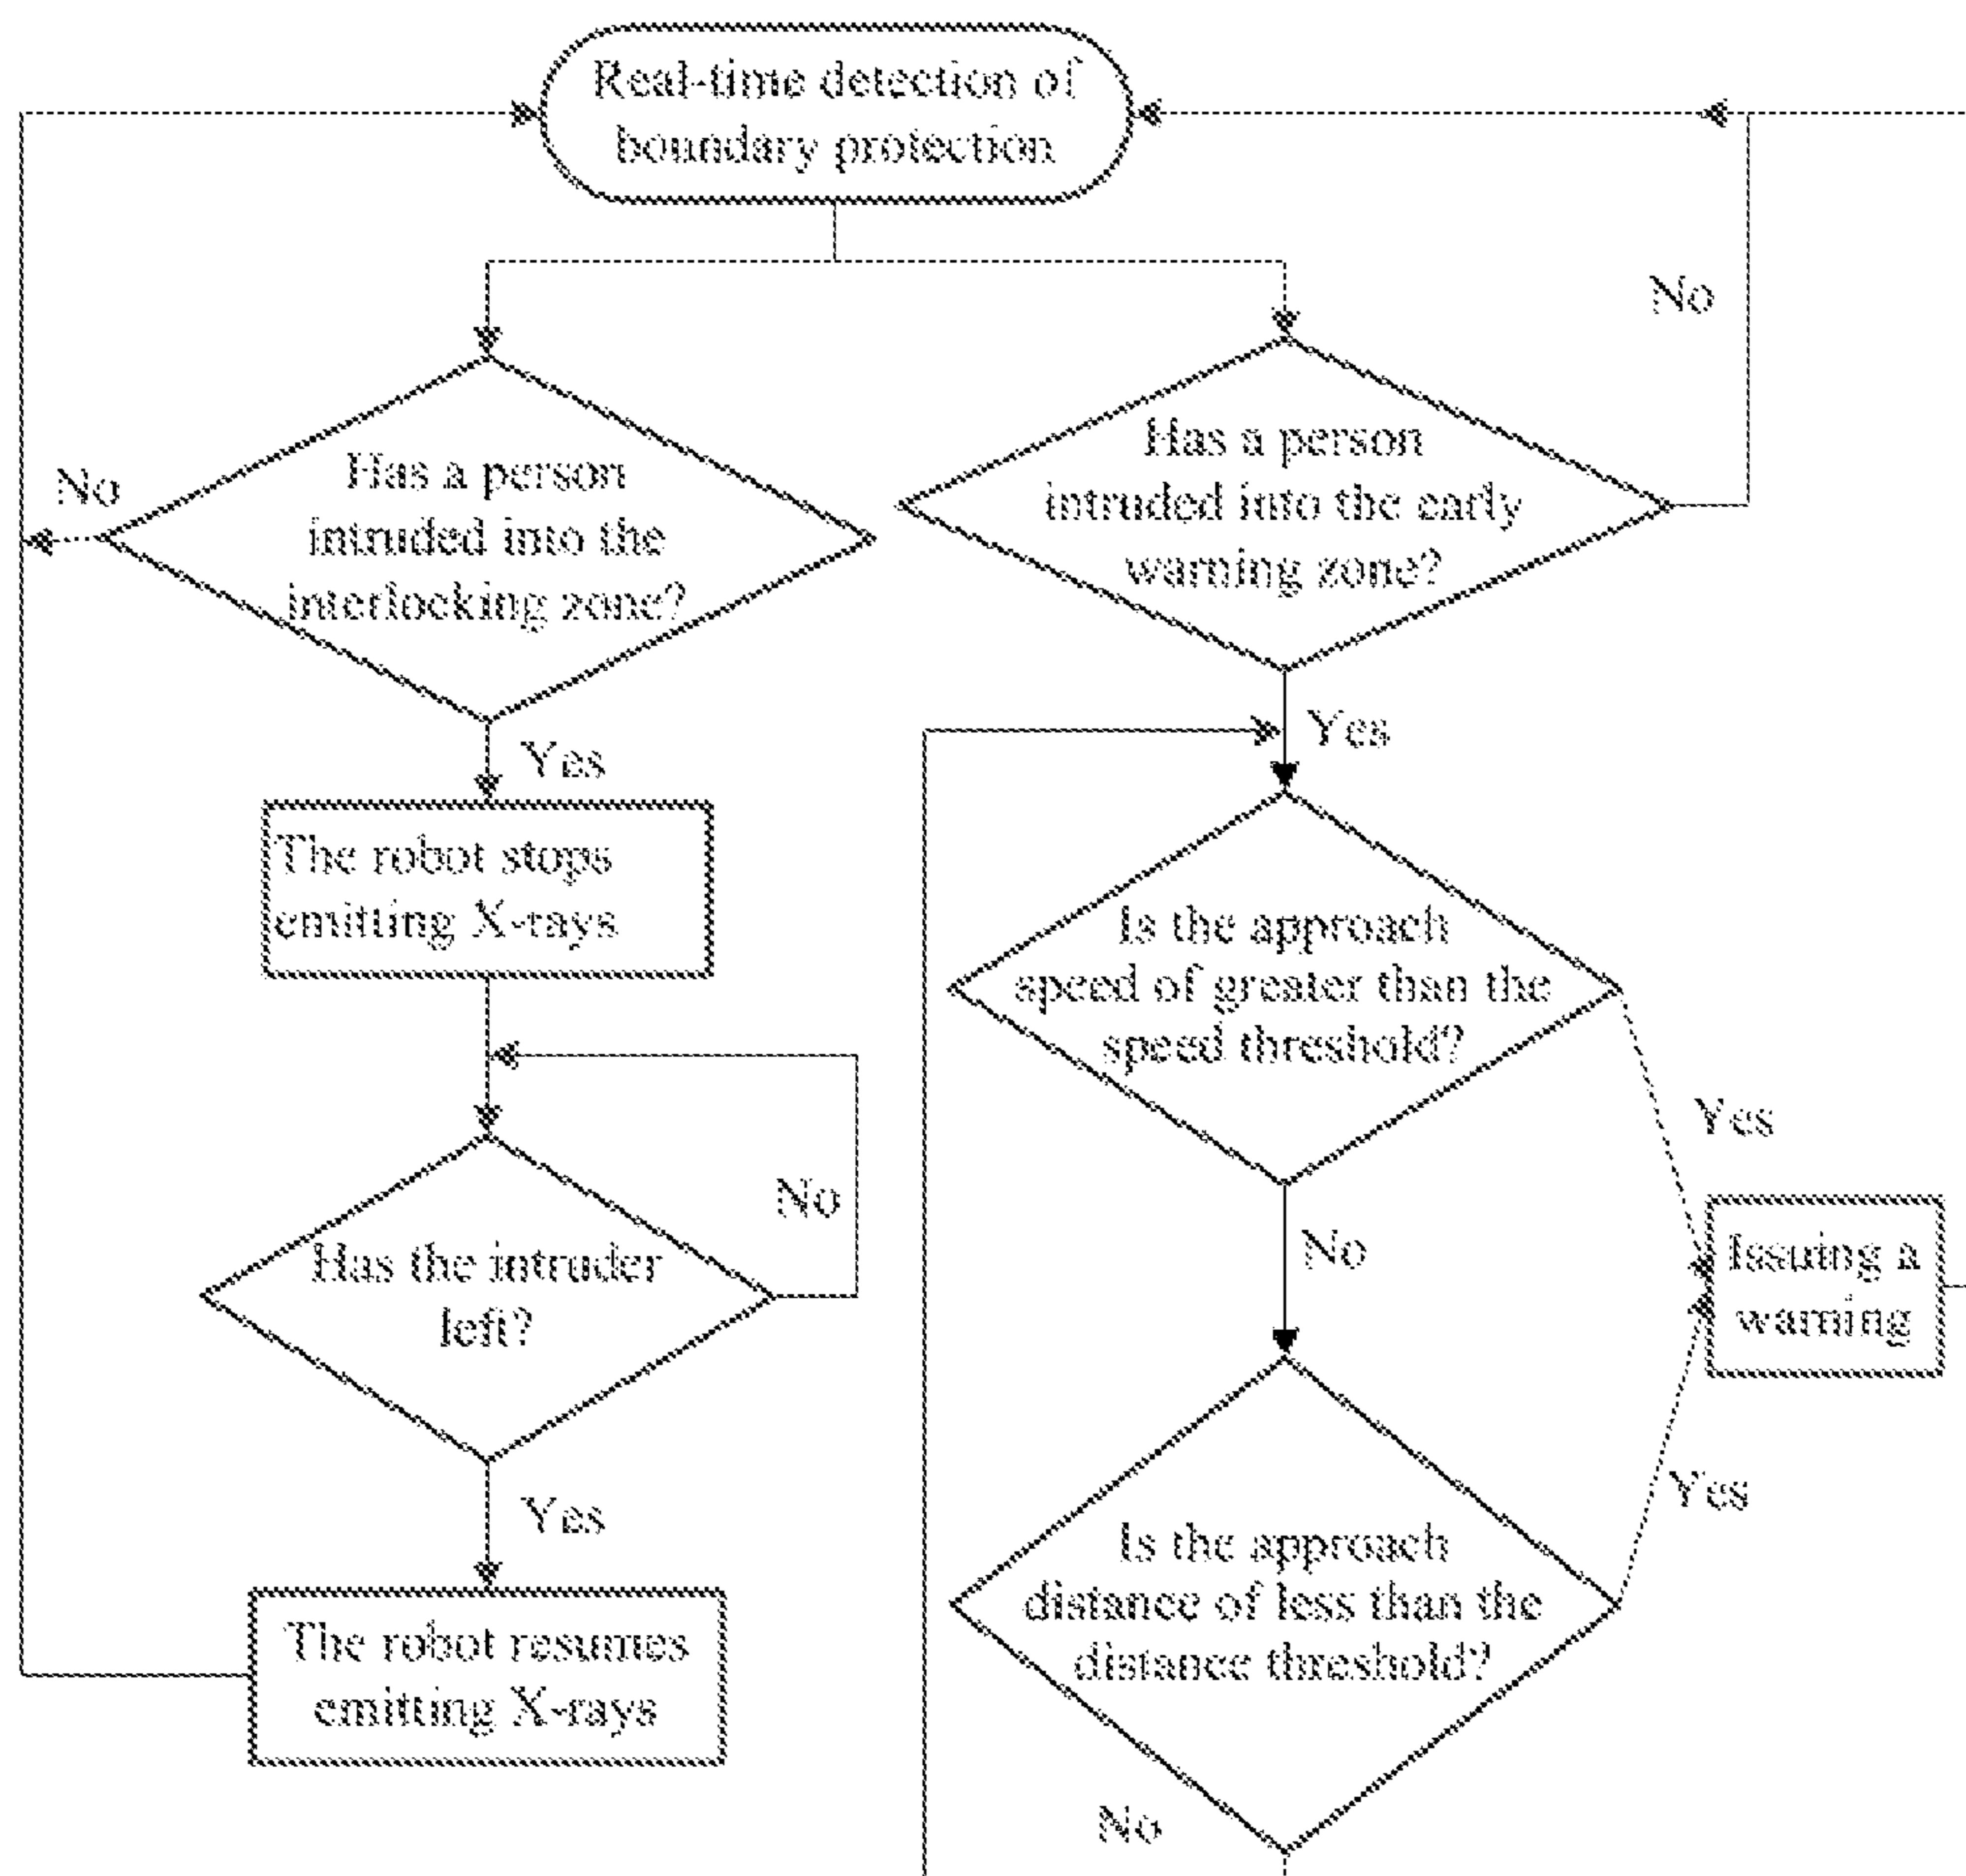 Real-time detection of
boundary protection
No
Has a person
intruded into the
interlocking zone?
Has a person
intruded into the early
warning zone?
No
Yes
Yes
The robot stops
emitting X-rays
Is the approach
speed of greater than the
speed threshold?
Yes
No
No
Has the intruder
left?
Issuing a
warning
Yes
Yes
Is the approach
distance of less than the
distance threshold?
The robot resumes
emitting X-rays
No